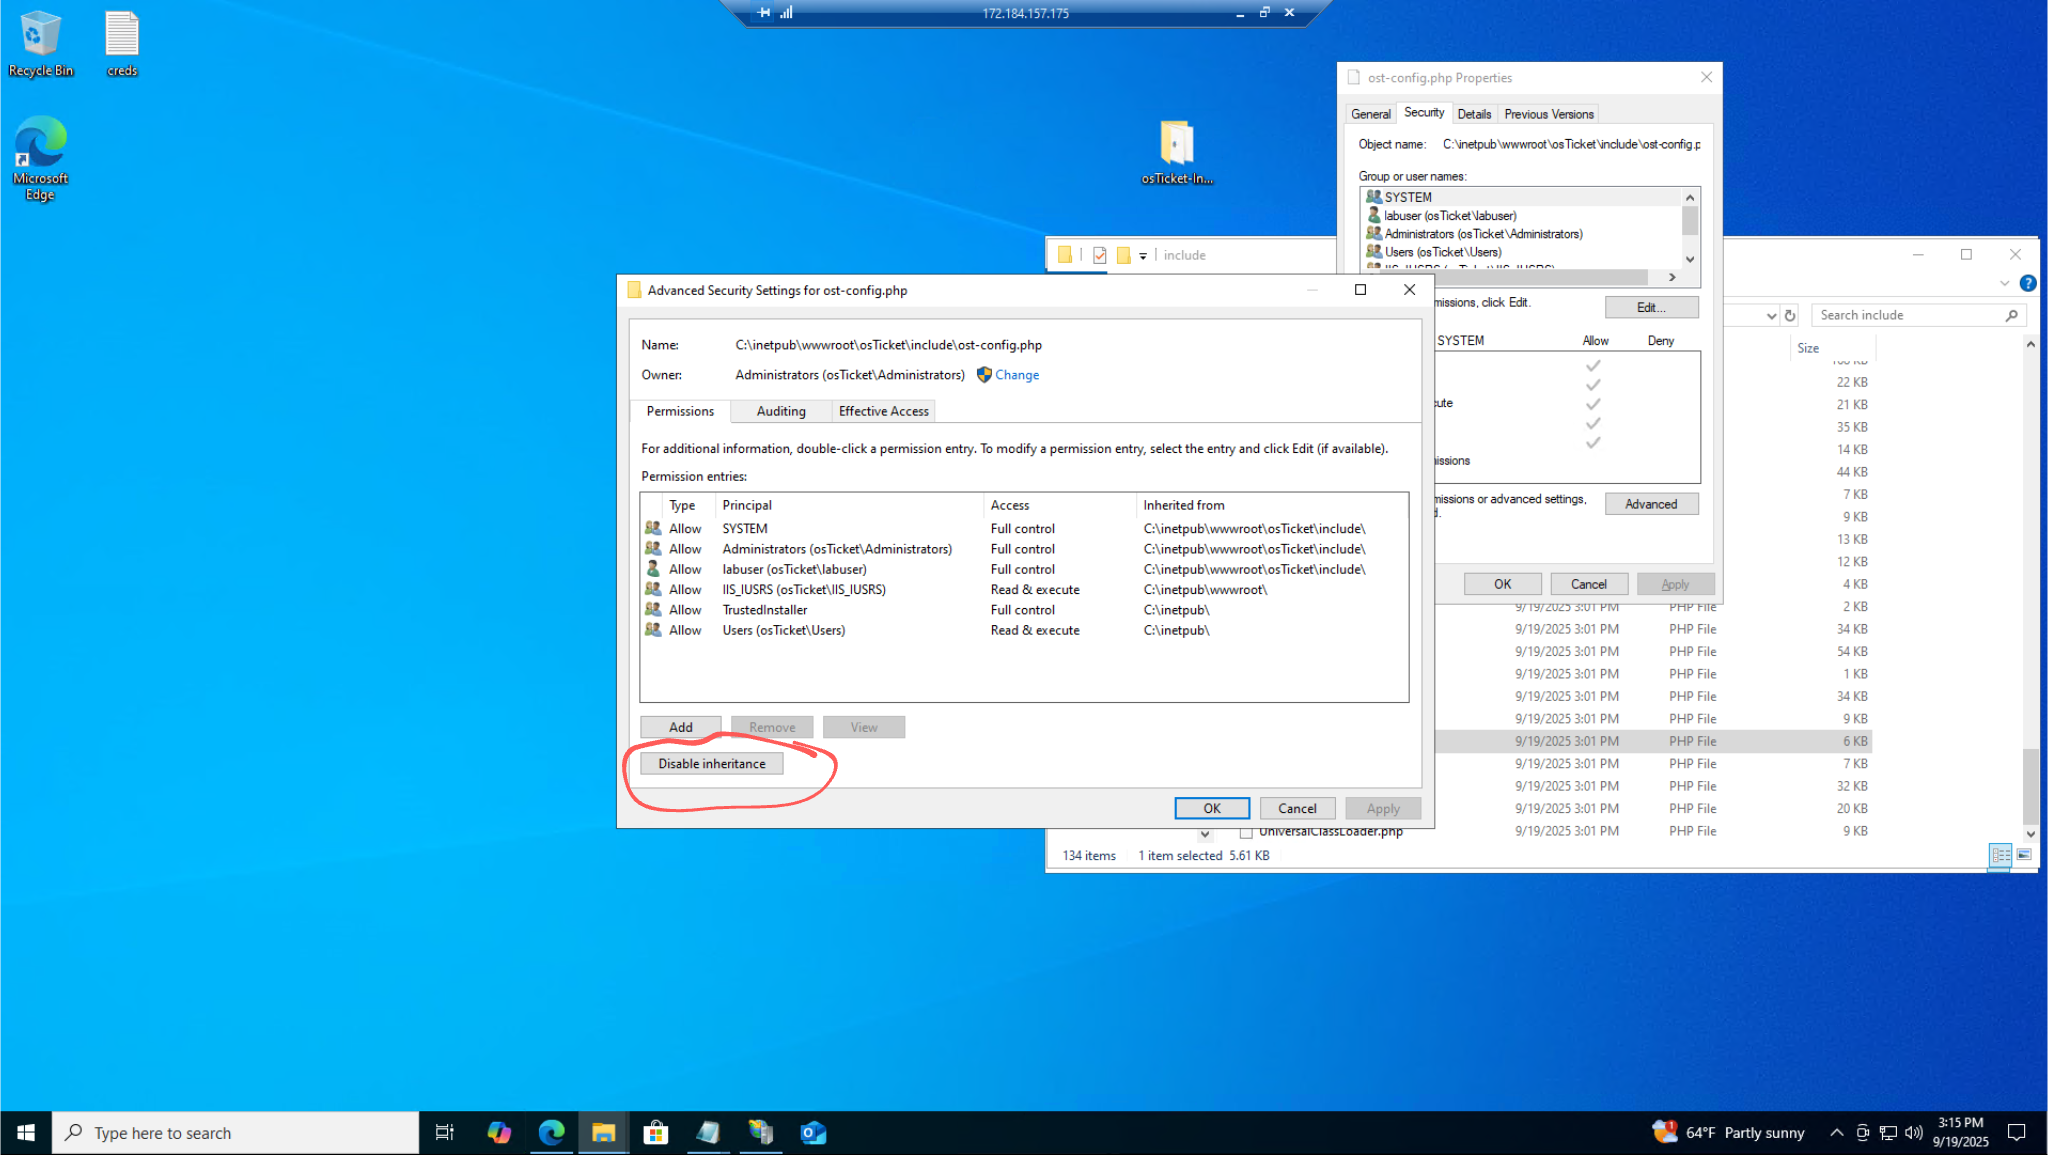 172.184.157.175
Recycle Bin
creds
Microsoft Edge
osTicket-In...
ost-config.php Properties
General Security Details Previous Versions
Object name: C:\inetpub\wwwroot\osTicket\include\ost-config.p
Group or user names:
SYSTEM
labuser (osTicket\labuser)
Administrators (osTicket\Administrators)
Users (osTicket\Users)
missions, click Edit.
Edit...
SYSTEM Allow Deny
cute
missions
missions or advanced settings,
d.
Advanced
OK Cancel Apply
include
Search include
Size
22 KB
21 KB
35 KB
14 KB
44 KB
7 KB
9 KB
13 KB
12 KB
4 KB
9/19/2025 3:01 PM PHP File 2 KB
9/19/2025 3:01 PM PHP File 34 KB
9/19/2025 3:01 PM PHP File 54 KB
9/19/2025 3:01 PM PHP File 1 KB
9/19/2025 3:01 PM PHP File 34 KB
9/19/2025 3:01 PM PHP File 9 KB
9/19/2025 3:01 PM PHP File 6 KB
9/19/2025 3:01 PM PHP File 7 KB
9/19/2025 3:01 PM PHP File 32 KB
9/19/2025 3:01 PM PHP File 20 KB
UniversalClassLoader.php 9/19/2025 3:01 PM PHP File 9 KB
134 items 1 item selected 5.61 KB
Advanced Security Settings for ost-config.php
Name: C:\inetpub\wwwroot\osTicket\include\ost-config.php
Owner: Administrators (osTicket\Administrators) Change
Permissions Auditing Effective Access
For additional information, double-click a permission entry. To modify a permission entry, select the entry and click Edit (if available).
Permission entries:
Type Principal Access Inherited from
Allow SYSTEM Full control C:\inetpub\wwwroot\osTicket\include\
Allow Administrators (osTicket\Administrators) Full control C:\inetpub\wwwroot\osTicket\include\
Allow labuser (osTicket\labuser) Full control C:\inetpub\wwwroot\osTicket\include\
Allow IIS_IUSRS (osTicket\IIS_IUSRS) Read & execute C:\inetpub\wwwroot\
Allow TrustedInstaller Full control C:\inetpub\
Allow Users (osTicket\Users) Read & execute C:\inetpub\
Add Remove View
Disable inheritance
OK Cancel Apply
Type here to search
64°F Partly sunny
3:15 PM
9/19/2025